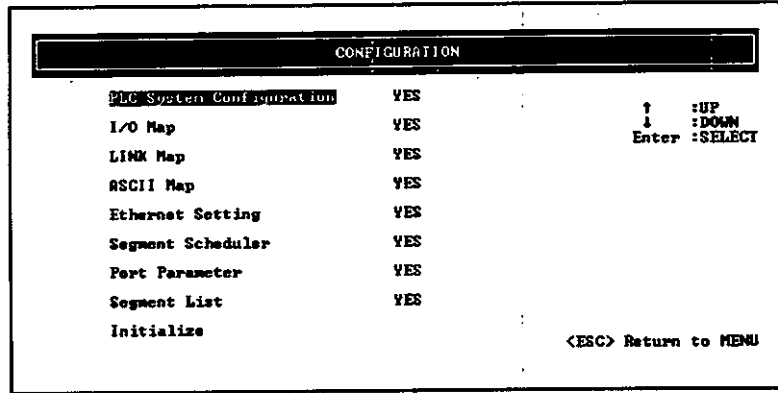 CONFIGURATION
PLC System Configuration YES
I/O Map YES
LINK Map YES
ASCII Map YES
Ethernet Setting YES
Segment Scheduler YES
Port Parameter YES
Segment List YES
Initialize
↑ :UP
↓ :DOWN
Enter :SELECT
<ESC> Return to MENU